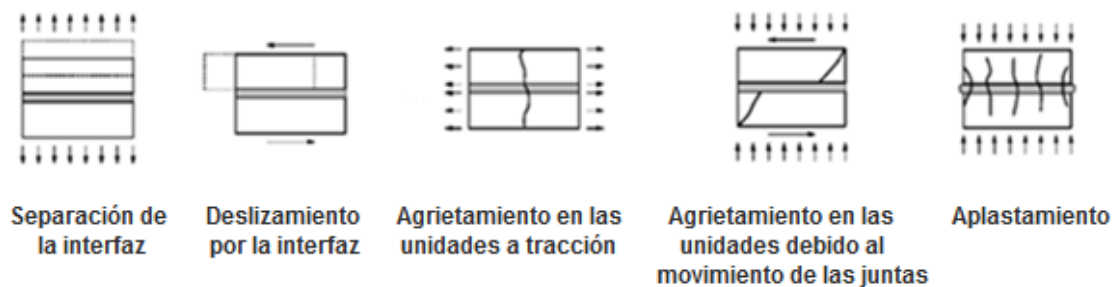 Separación de
la interfaz
Deslizamiento
por la interfaz
Agrietamiento en las
unidades a tracción
Agrietamiento en las
unidades debido al
movimiento de las juntas
Aplastamiento